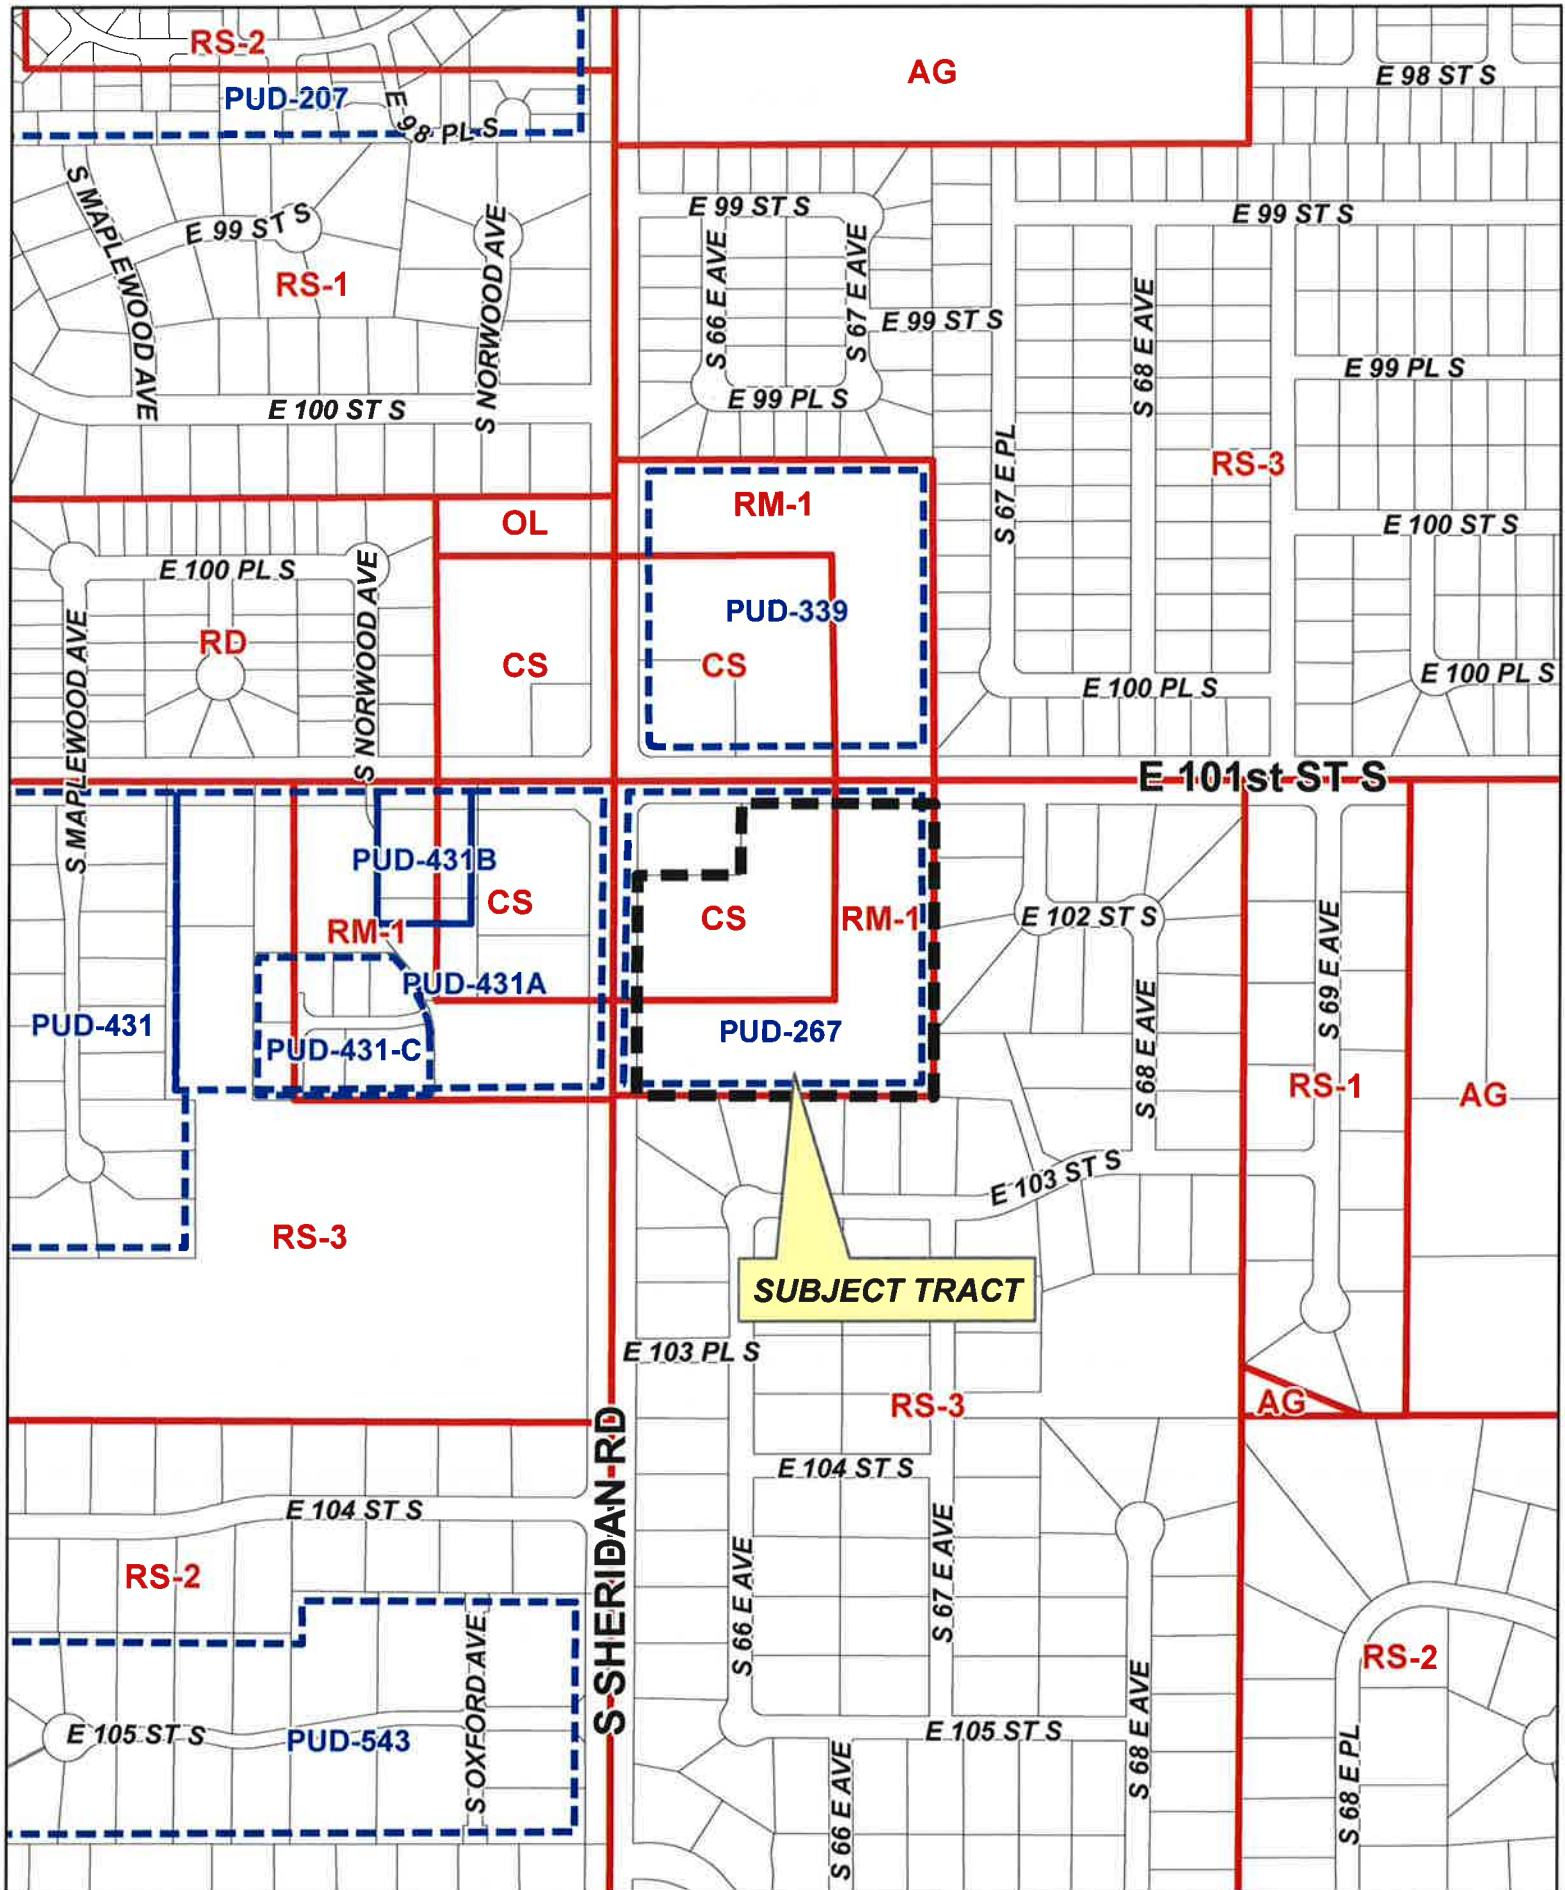 RS-2
AG
E 98 ST S
PUD-207
E 98 PL S
S MAPLEWOOD AVE
E 99 ST S
S NORWOOD AVE
RS-1
E 99 ST S
E 99 ST S
S 66 E AVE
S 67 E AVE
E 99 ST S
S 68 E AVE
E 99 PL S
E 99 PL S
E 100 ST S
S 67 E PL
RS-3
RM-1
OL
E 100 ST S
E 100 PL S
S NORWOOD AVE
S MAPLEWOOD AVE
RD
PUD-339
CS
CS
E 100 PL S
E 100 PL S
E 101st ST S
PUD-431B
CS
RM-1
CS
RM-1
E 102 ST S
S 69 E AVE
PUD-431A
PUD-431
PUD-431-C
PUD-267
S 68 E AVE
RS-1
AG
E 103 ST S
RS-3
SUBJECT TRACT
E 103 PL S
RS-3
AG
S SHERIDAN RD
E 104 ST S
E 104 ST S
RS-2
S 66 E AVE
S 67 E AVE
S OXFORD AVE
RS-2
E 105 ST S
PUD-543
E 105 ST S
S 68 E AVE
S 66 E AVE
S 68 E PL